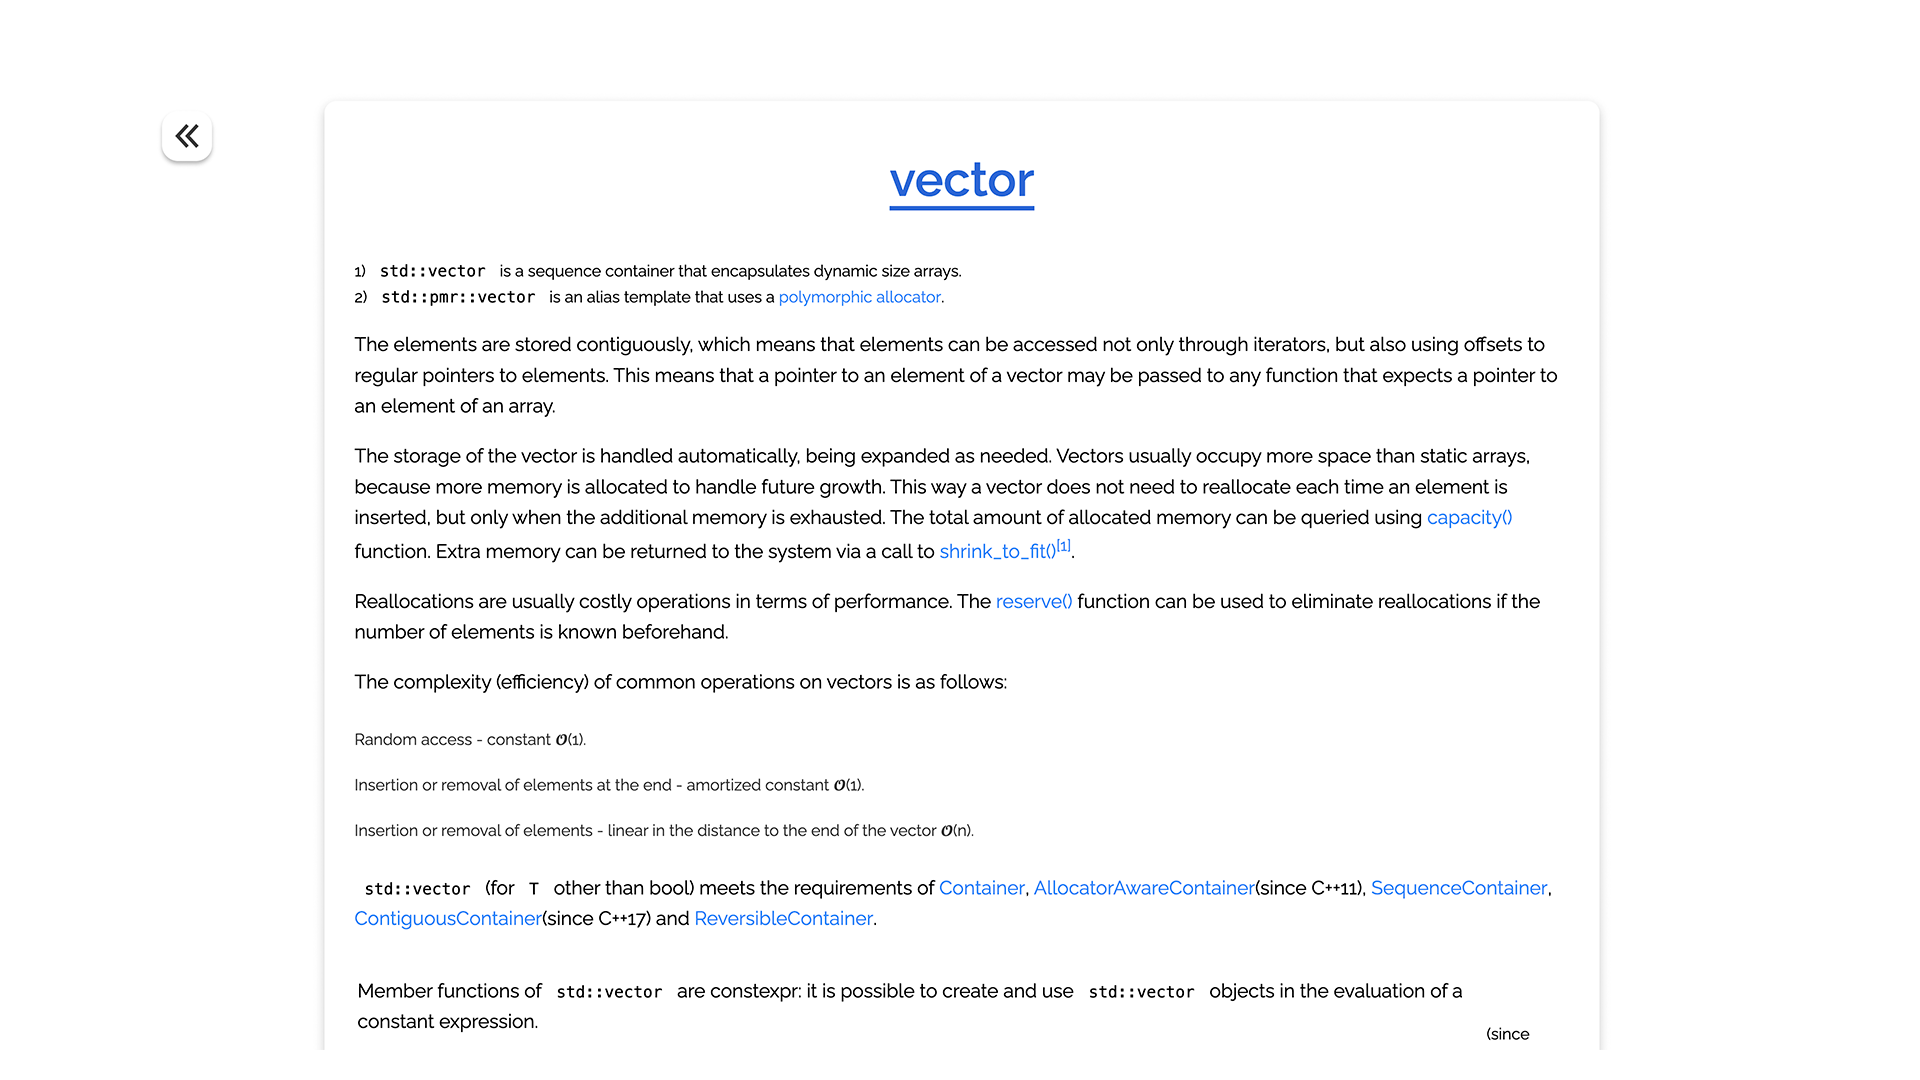 vector
1) std::vector is a sequence container that encapsulates dynamic size arrays.
2) std::pmr::vector is an alias template that uses a polymorphic allocator.
The elements are stored contiguously, which means that elements can be accessed not only through iterators, but also using offsets to
regular pointers to elements. This means that a pointer to an element of a vector may be passed to any function that expects a pointer to
an element of an array.
The storage of the vector is handled automatically, being expanded as needed. Vectors usually occupy more space than static arrays,
because more memory is allocated to handle future growth. This way a vector does not need to reallocate each time an element is
inserted, but only when the additional memory is exhausted. The total amount of allocated memory can be queried using capacity()
function. Extra memory can be returned to the system via a call to shrink_to_fit()[1].
Reallocations are usually costly operations in terms of performance. The reserve() function can be used to eliminate reallocations if the
number of elements is known beforehand.
The complexity (efficiency) of common operations on vectors is as follows:
Random access - constant 𝓞(1).
Insertion or removal of elements at the end - amortized constant 𝓞(1).
Insertion or removal of elements - linear in the distance to the end of the vector 𝓞(n).
std::vector (for T other than bool) meets the requirements of Container, AllocatorAwareContainer(since C++11), SequenceContainer,
ContiguousContainer(since C++17) and ReversibleContainer.
Member functions of std::vector are constexpr: it is possible to create and use std::vector objects in the evaluation of a
constant expression.
(since